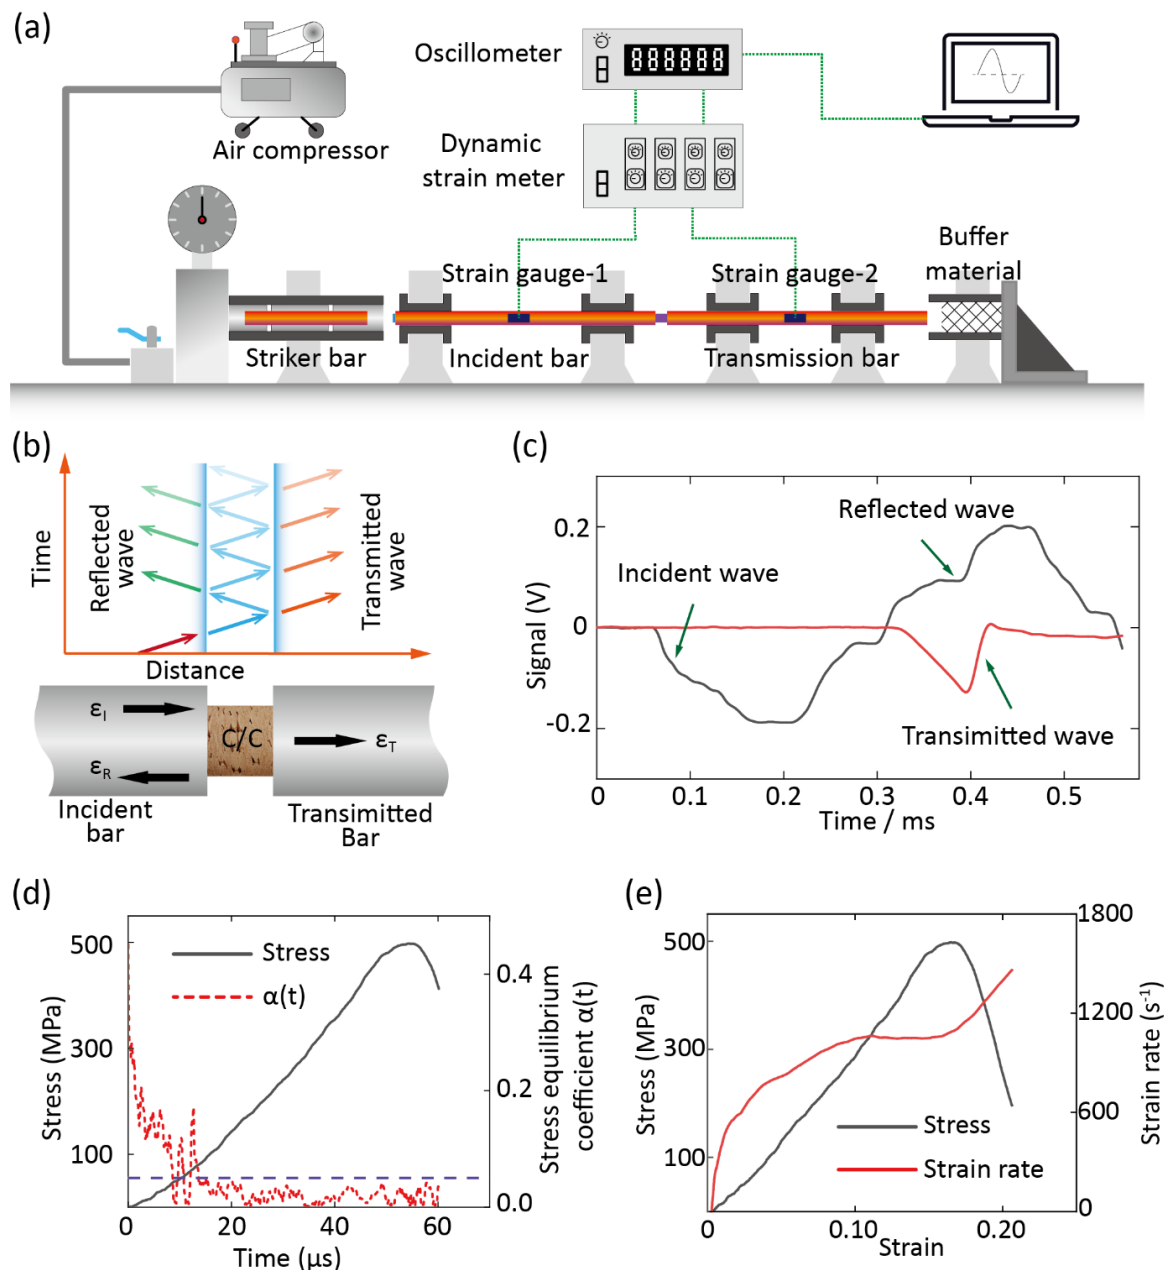 (a)
Oscillometer
888888
Air compressor
Dynamic
strain meter
Strain gauge-1
Strain gauge-2
Buffer
material
Striker bar
Incident bar
Transmission bar
(b)
Time
Reflected
wave
Transmitted
wave
Distance
εI
εR
C/C
εT
Incident
bar
Transimitted
Bar
(c)
Signal (V)
0.2
0
-0.2
Reflected wave
Incident wave
Transimitted wave
0
0.1
0.2
0.3
0.4
0.5
Time / ms
(d)
Stress (MPa)
500
300
100
Stress
α(t)
0.4
0.2
0.0
Stress equilibrium
coefficient α(t)
0
20
40
60
Time (μs)
(e)
Stress (MPa)
500
300
100
Stress
Strain rate
1800
1200
600
0
Strain rate (s-1)
0.00
0.10
0.20
Strain